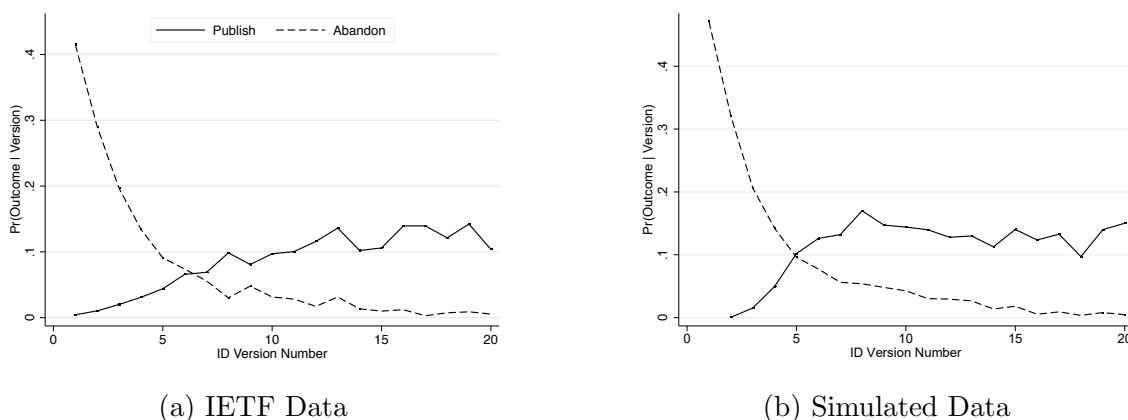 Publish Abandon
Pr(Outcome | Version)
.4
.3
.2
.1
0
0 5 10 15 20
ID Version Number
(a) IETF Data
Pr(Outcome | Version)
.4
.3
.2
.1
0
0 5 10 15 20
ID Version Number
(b) Simulated Data